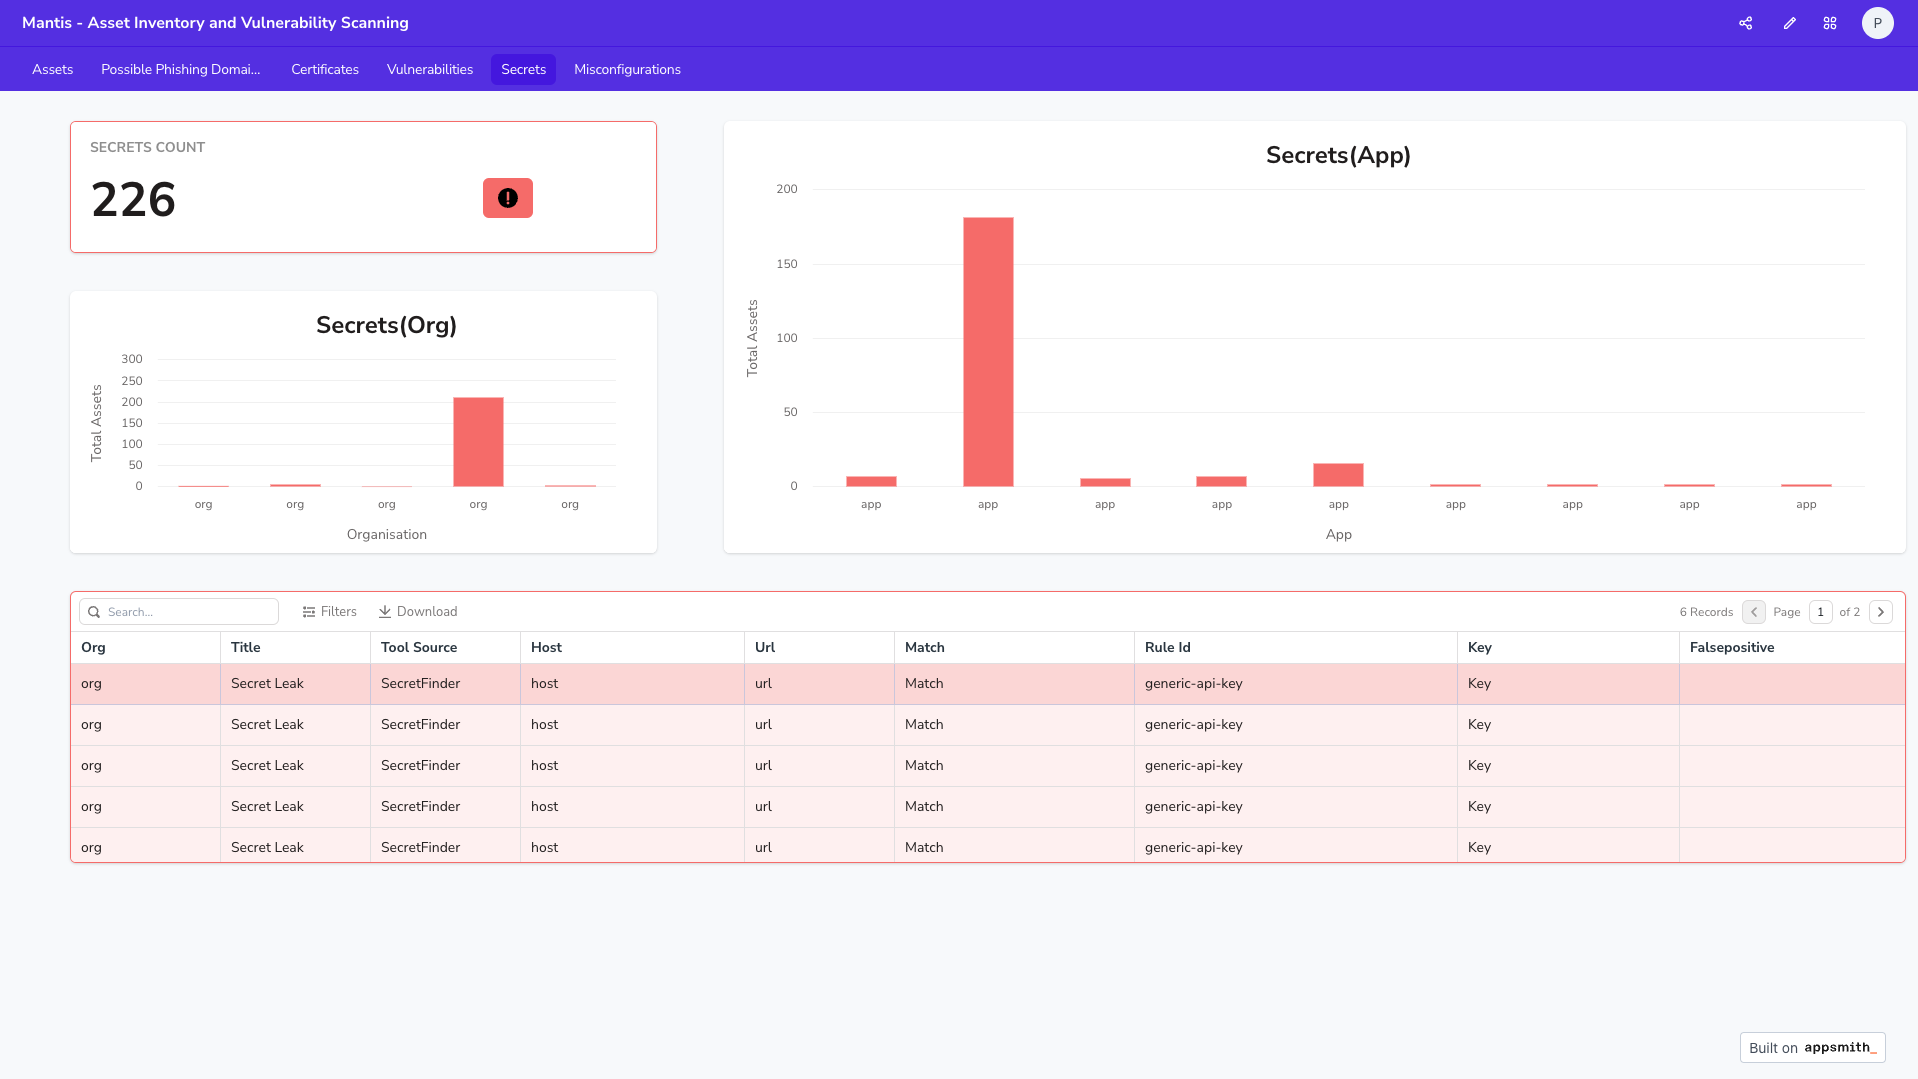 Mantis - Asset Inventory and Vulnerability Scanning
P
Assets Possible Phishing Domai... Certificates Vulnerabilities Secrets Misconfigurations
SECRETS COUNT
226
Secrets(Org)
Total Assets
300
250
200
150
100
50
0
org org org org org
Organisation
Secrets(App)
Total Assets
200
150
100
50
0
app app app app app app app app app
App
Search... Filters Download 6 Records Page 1 of 2
Org Title Tool Source Host Url Match Rule Id Key Falsepositive
org Secret Leak SecretFinder host url Match generic-api-key Key
org Secret Leak SecretFinder host url Match generic-api-key Key
org Secret Leak SecretFinder host url Match generic-api-key Key
org Secret Leak SecretFinder host url Match generic-api-key Key
org Secret Leak SecretFinder host url Match generic-api-key Key
Built on appsmith_